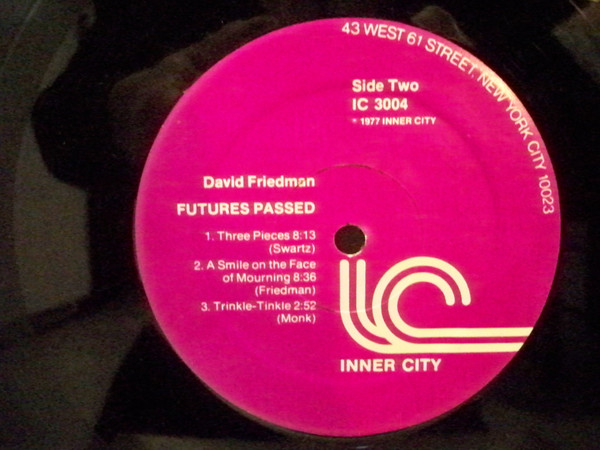 43 WEST 61 STREET, NEW YORK CITY 10023
Side Two
IC 3004
℗ 1977 INNER CITY
David Friedman
FUTURES PASSED
1. Three Pieces 8:13
(Swartz)
2. A Smile on the Face
of Mourning 8:36
(Friedman)
3. Trinkle-Tinkle 2:52
(Monk)
ic
INNER CITY